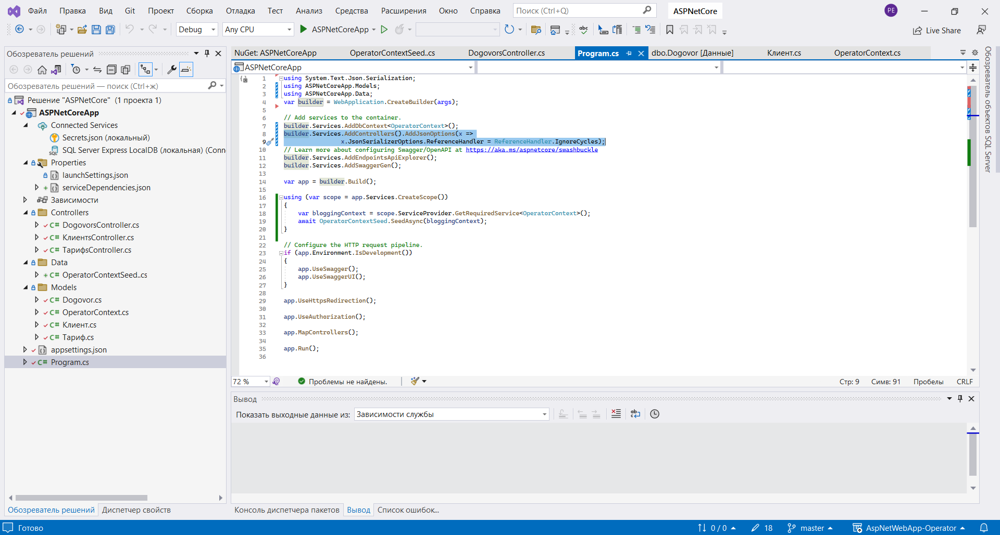 Файл Правка Вид Git Проект Сборка Отладка Тест Анализ Средства Расширения Окно Справка Поиск (Ctrl+Q) ASPNetCore PE
Debug Any CPU ASPNetCoreApp Live Share
Обозреватель решений
Обозреватель решений — поиск (Ctrl+ж)
Решение "ASPNetCore" (1 проекта 1)
ASPNetCoreApp
Connected Services
Secrets.json (локальный)
SQL Server Express LocalDB (локальная) (Conn
Properties
launchSettings.json
serviceDependencies.json
Зависимости
Controllers
DogovorsController.cs
КлиентsController.cs
ТарифsController.cs
Data
OperatorContextSeed..cs
Models
Dogovor.cs
OperatorContext.cs
Клиент.cs
Тариф.cs
appsettings.json
Program.cs
Обозреватель решений Диспетчер свойств
NuGet: ASPNetCoreApp OperatorContextSeed..cs DogovorsController.cs Program.cs dbo.Dogovor [Данные] Клиент.cs OperatorContext.cs
ASPNetCoreApp
1 using System.Text.Json.Serialization;
2 using ASPNetCoreApp.Models;
3 using ASPNetCoreApp.Data;
4 var builder = WebApplication.CreateBuilder(args);
5
6 // Add services to the container.
7 builder.Services.AddDbContext<OperatorContext>();
8 builder.Services.AddControllers().AddJsonOptions(x =>
9 x.JsonSerializerOptions.ReferenceHandler = ReferenceHandler.IgnoreCycles);
10 // Learn more about configuring Swagger/OpenAPI at https://aka.ms/aspnetcore/swashbuckle
11 builder.Services.AddEndpointsApiExplorer();
12 builder.Services.AddSwaggerGen();
13
14 var app = builder.Build();
15
16 using (var scope = app.Services.CreateScope())
17 {
18 var bloggingContext = scope.ServiceProvider.GetRequiredService<OperatorContext>();
19 await OperatorContextSeed.SeedAsync(bloggingContext);
20 }
21
22 // Configure the HTTP request pipeline.
23 if (app.Environment.IsDevelopment())
24 {
25 app.UseSwagger();
26 app.UseSwaggerUI();
27 }
28
29 app.UseHttpsRedirection();
30
31 app.UseAuthorization();
32
33 app.MapControllers();
34
35 app.Run();
36
72 % Проблемы не найдены. Стр: 9 Симв: 91 Пробелы CRLF
Вывод
Показать выходные данные из: Зависимости службы
Консоль диспетчера пакетов Вывод Список ошибок...
Обозреватель объектов SQL Server
Готово 0 / 0 18 master AspNetWebApp-Operator